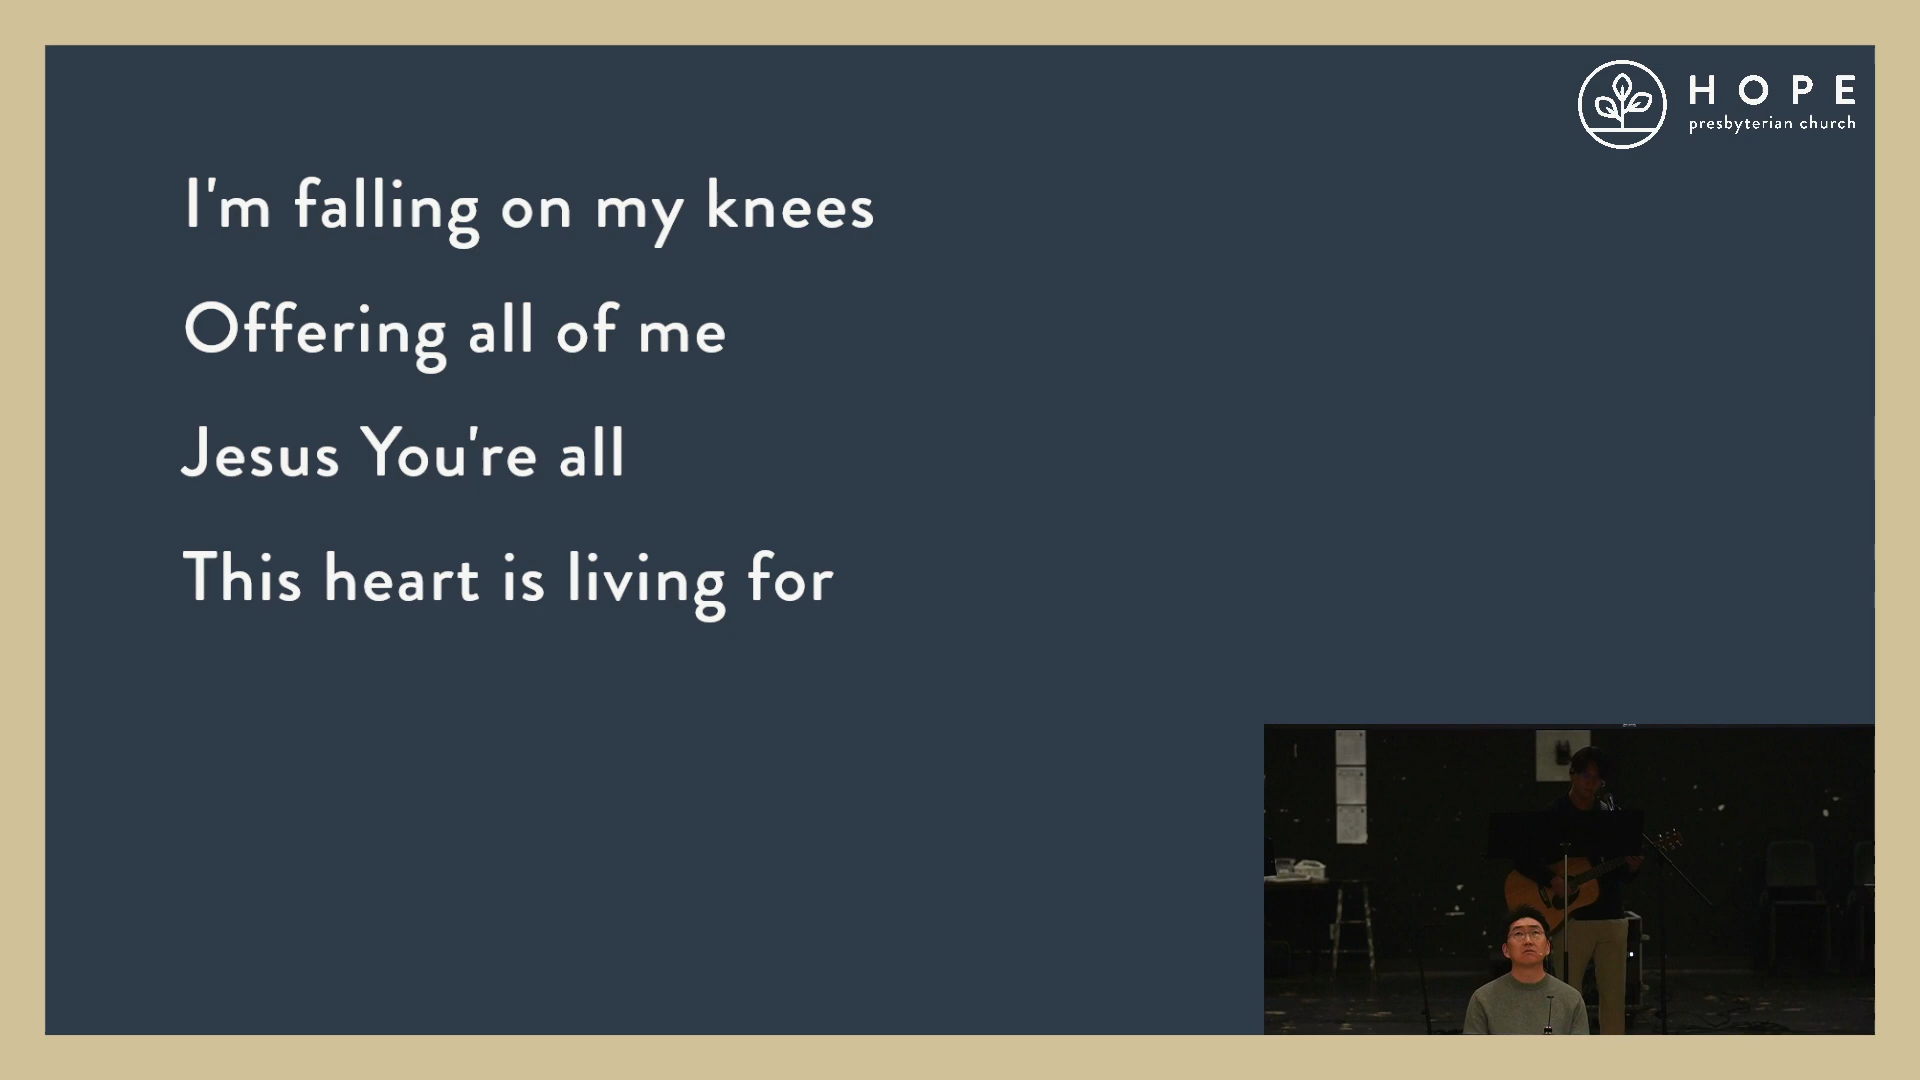 HOPE
presbyterian church
I'm falling on my knees
Offering all of me
Jesus You're all
This heart is living for